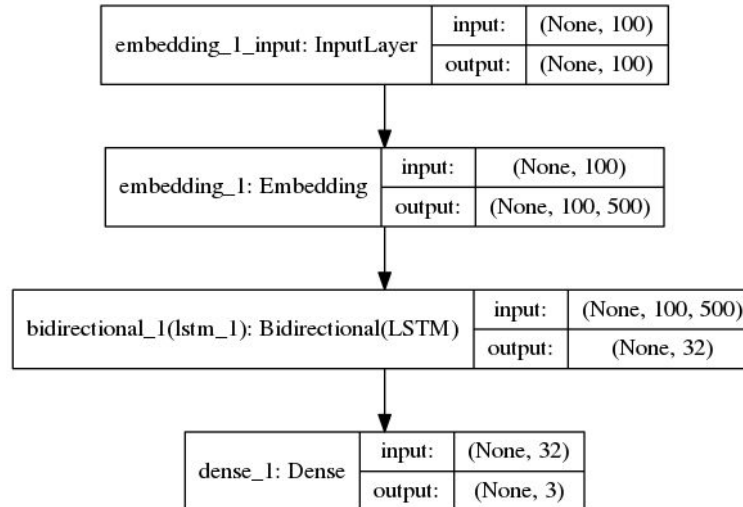 embedding_1_input: InputLayer
input: (None, 100)
output: (None, 100)
embedding_1: Embedding
input: (None, 100)
output: (None, 100, 500)
bidirectional_1(lstm_1): Bidirectional(LSTM)
input: (None, 100, 500)
output: (None, 32)
dense_1: Dense
input: (None, 32)
output: (None, 3)